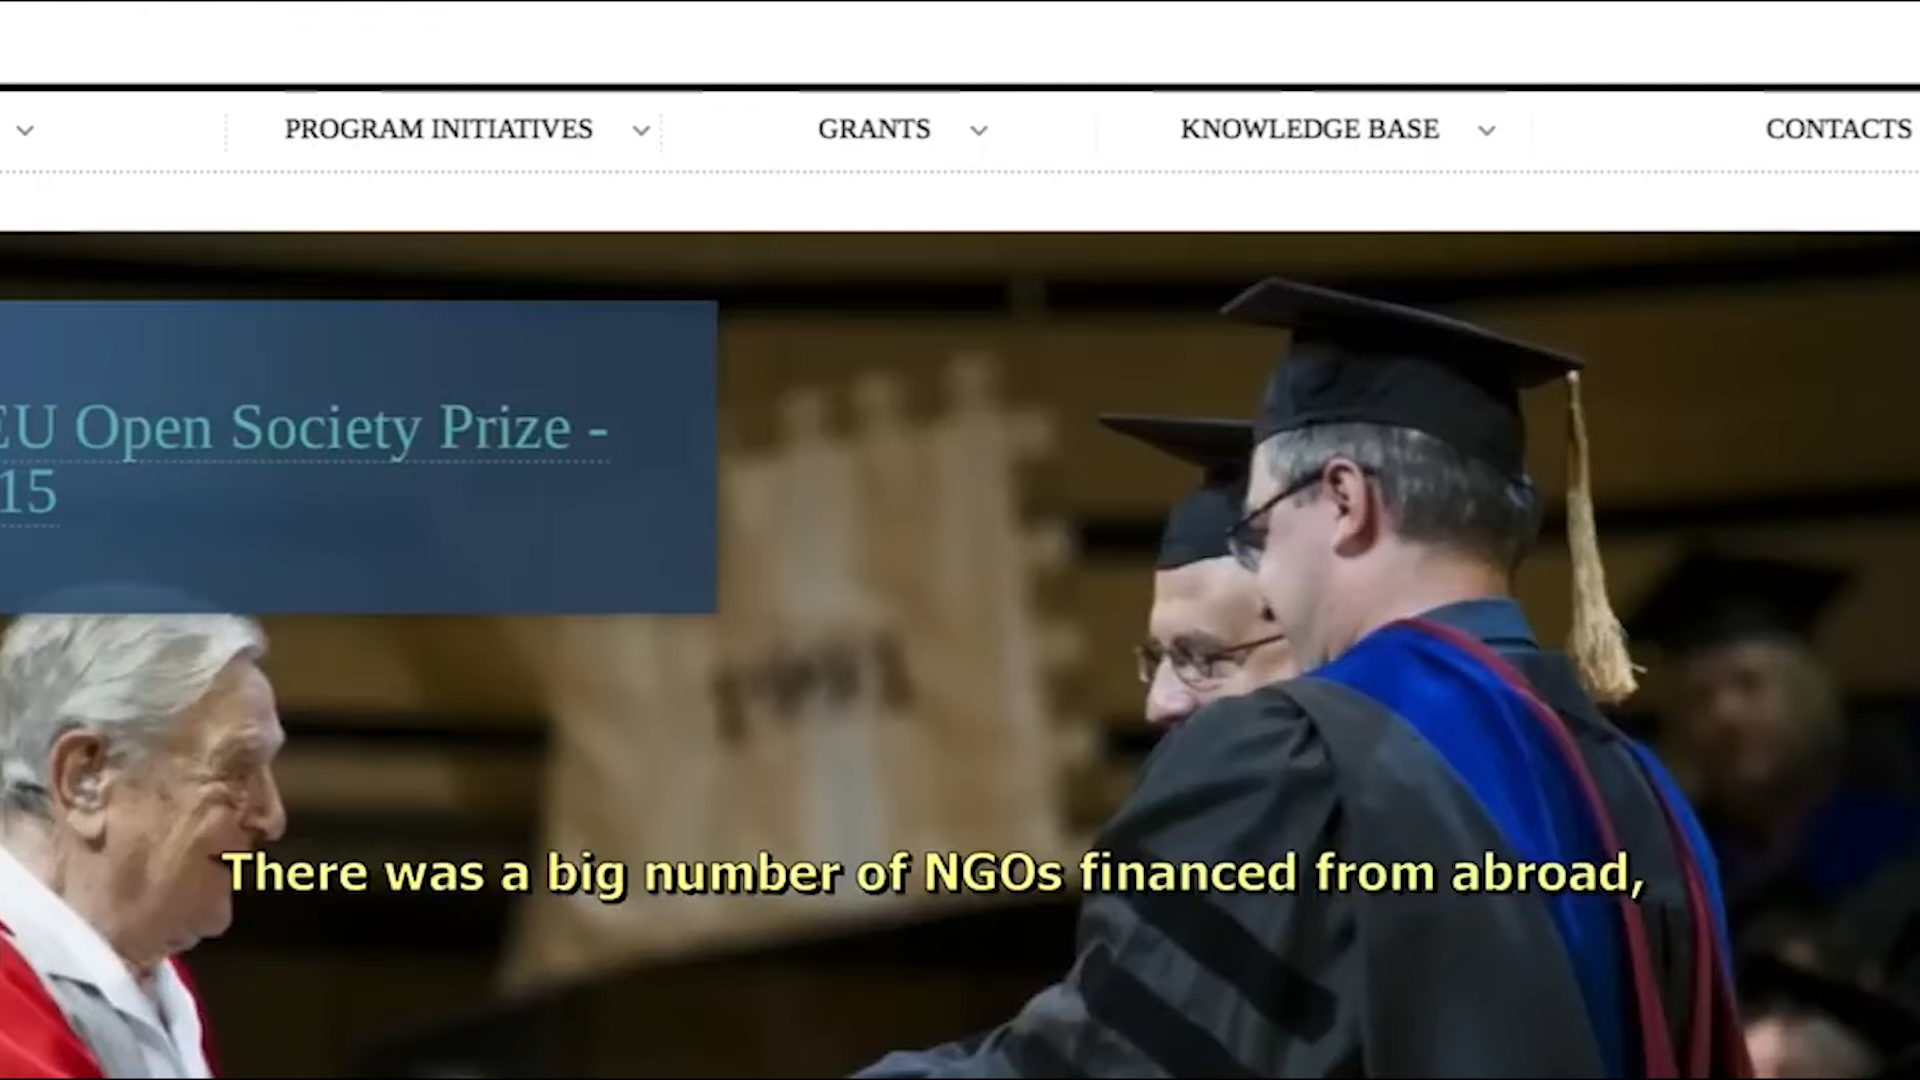 PROGRAM INITIATIVES GRANTS KNOWLEDGE BASE CONTACTS
EU Open Society Prize -
15
There was a big number of NGOs financed from abroad,